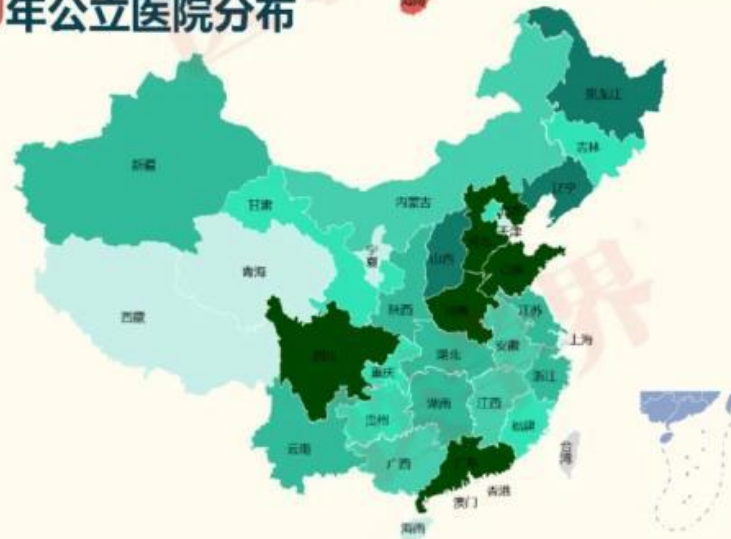 年公立医院分布
黑龙江
吉林
辽宁
新疆
甘肃
内蒙古
天津
宁夏
山西
青海
陕西
江苏
西藏
安徽
上海
湖北
重庆
浙江
湖南
江西
贵州
福建
云南
广西
台湾
香港
澳门
海南